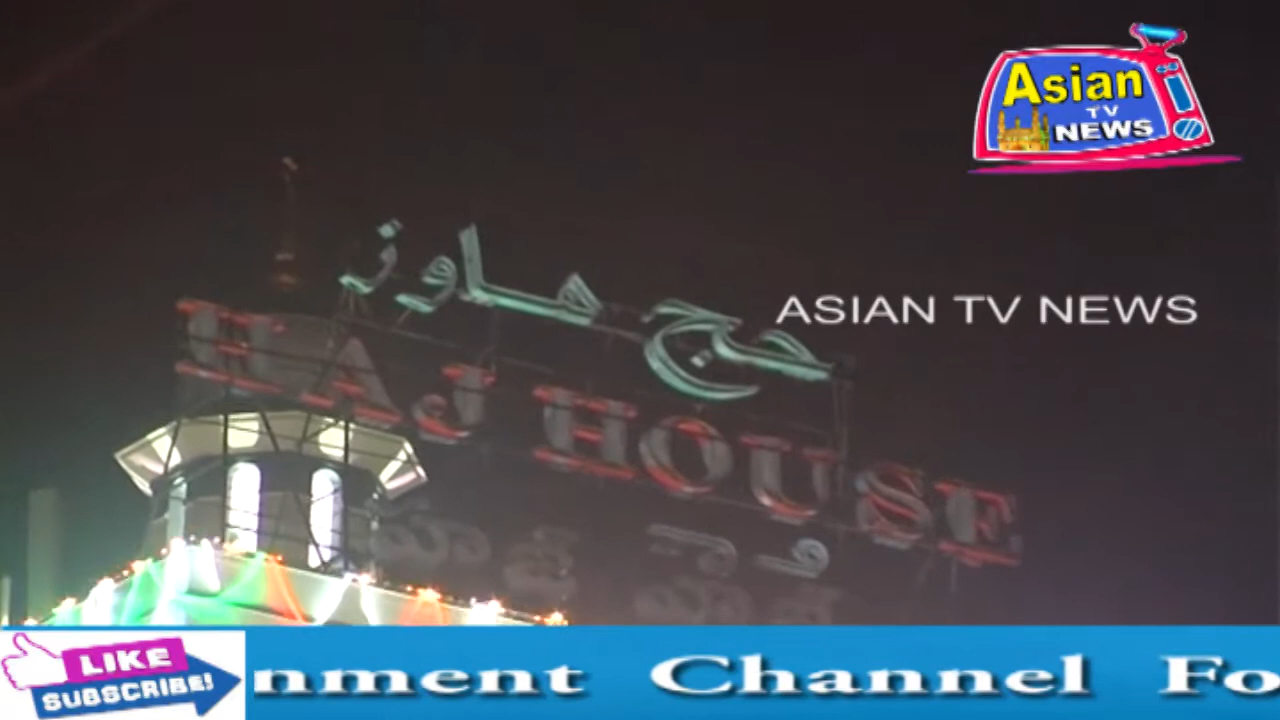 Asian
TV
NEWS
حج هاوز
ASIAN TV NEWS
HAJ HOUSE
LIKE
SUBSCRIBE!
nment Channel Fo